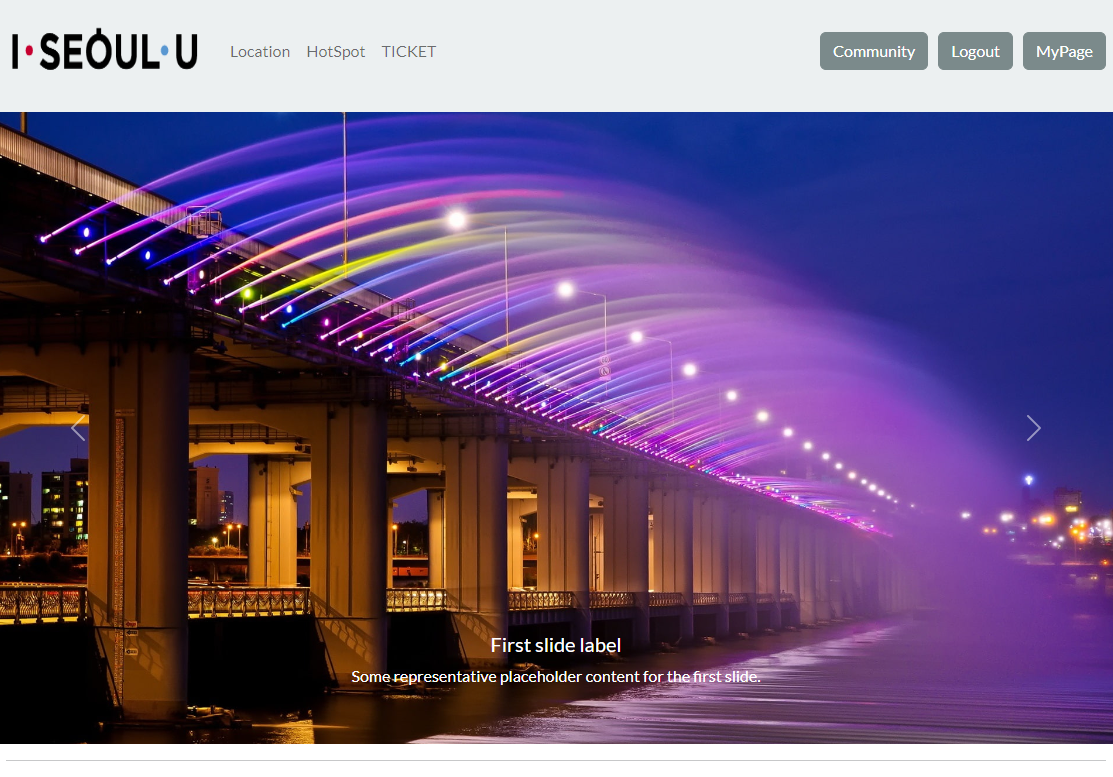 I·SEOUL·U
Location HotSpot TICKET
Community Logout MyPage
First slide label
Some representative placeholder content for the first slide.